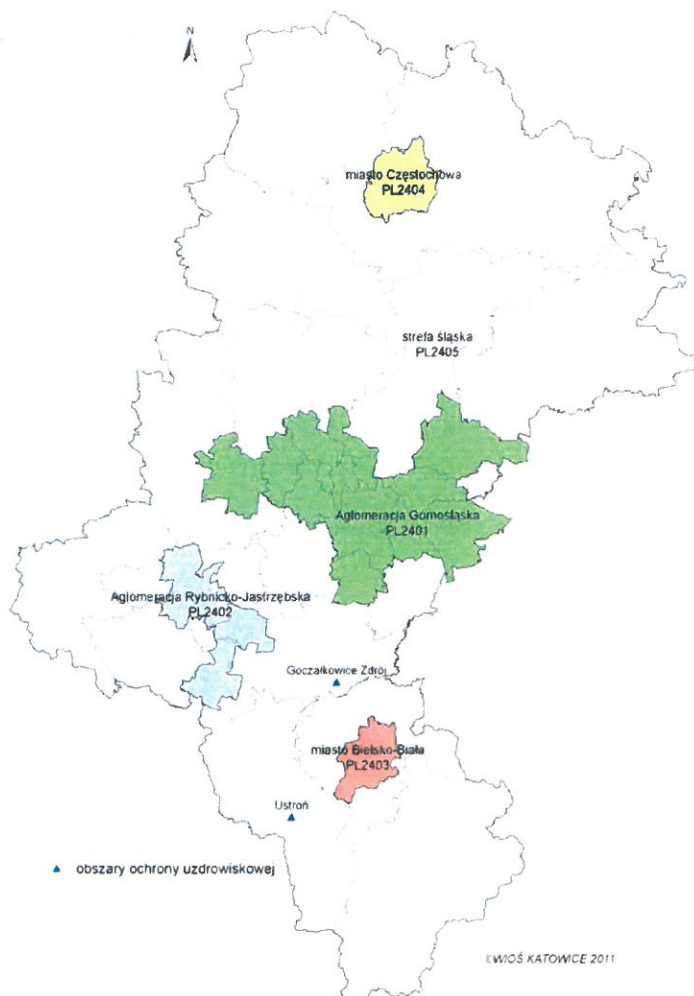 N
miasto Częstochowa
PL2404
strefa śląska
PL2405
Aglomeracja Górnośląska
PL2401
Aglomeracja Rybnicko-Jastrzębska
PL2402
Goczałkowice Zdrój
miasto Bielsko-Biała
PL2403
Ustroń
obszary ochrony uzdrowiskowej
©WIOŚ KATOWICE 2011